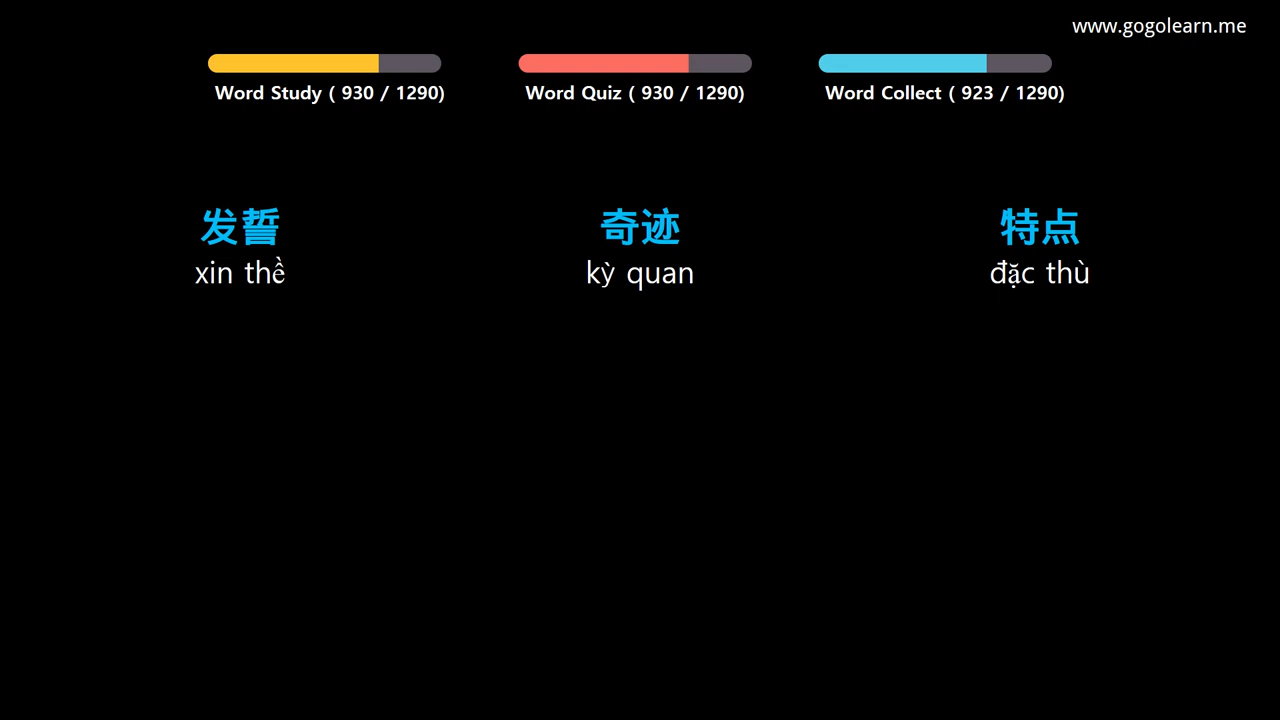 www.gogolearn.me
Word Study ( 930 / 1290)
Word Quiz ( 930 / 1290)
Word Collect ( 923 / 1290)
发誓
xin thề
奇迹
kỳ quan
特点
đặc thù